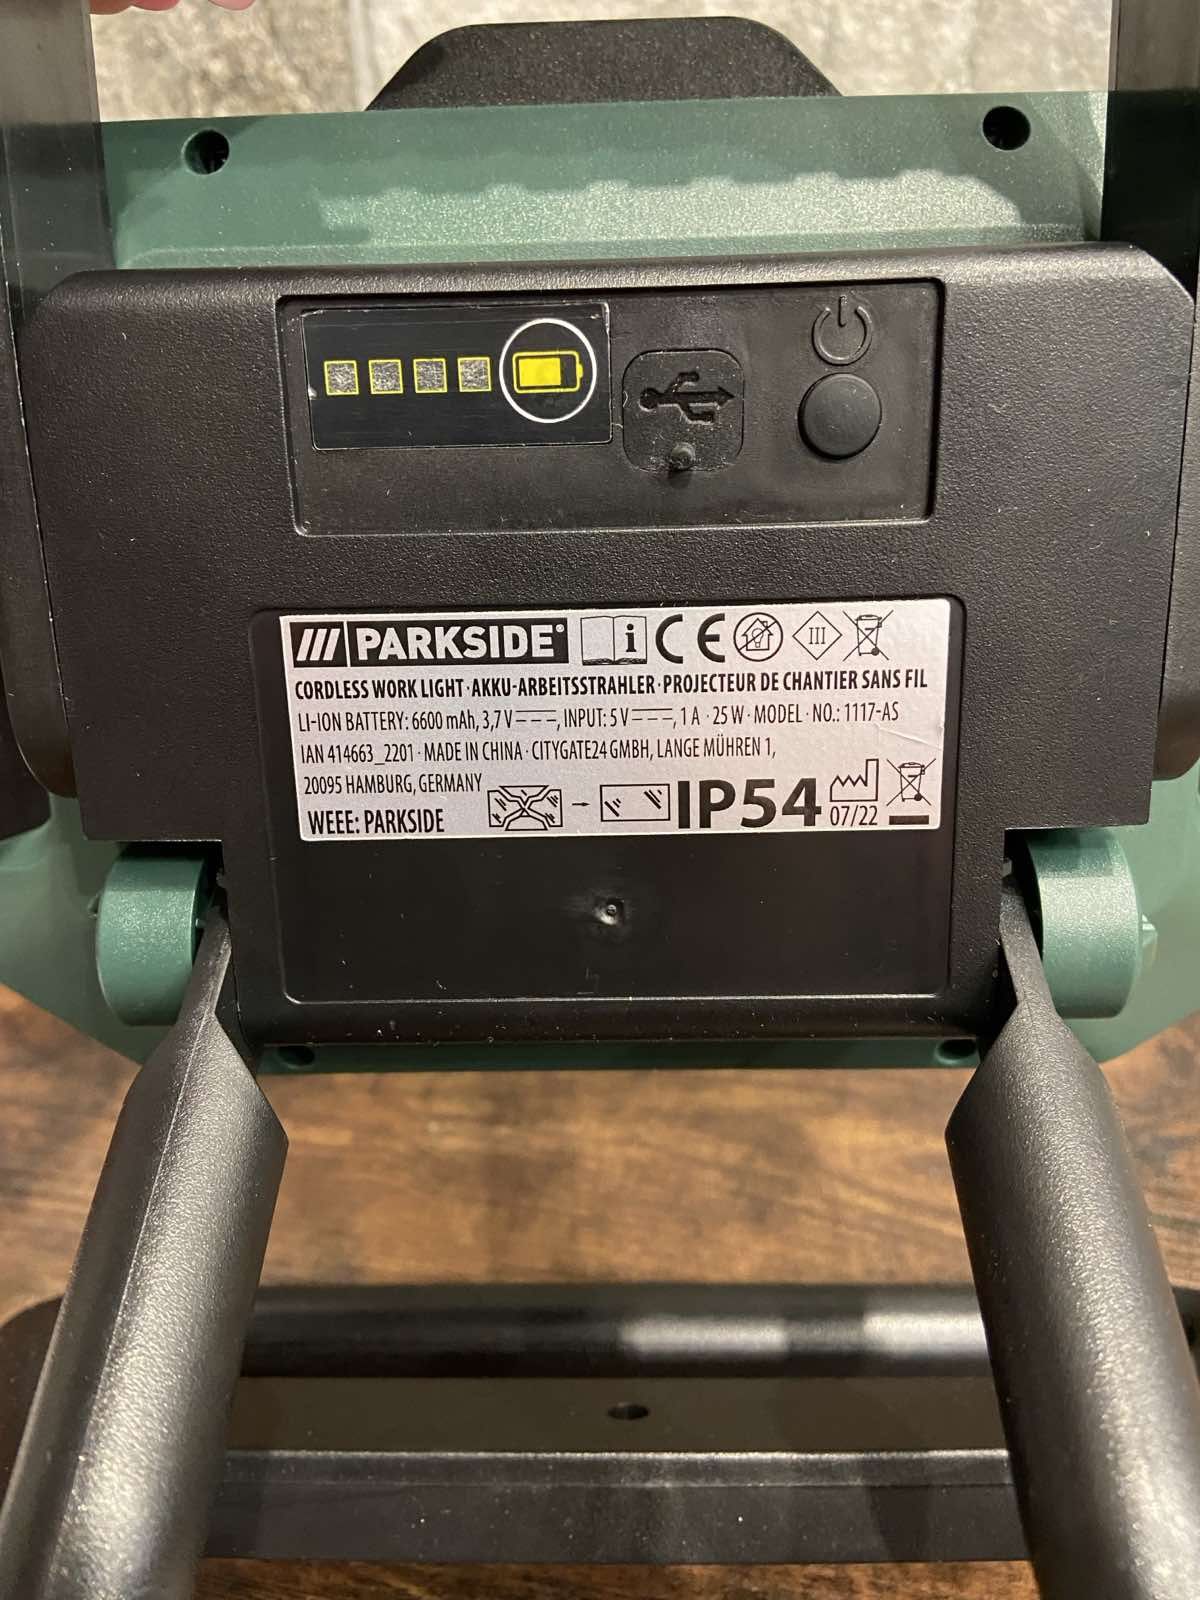 /// PARKSIDE®
i CE III
CORDLESS WORK LIGHT · AKKU-ARBEITSSTRAHLER · PROJECTEUR DE CHANTIER SANS FIL
LI-ION BATTERY: 6600 mAh, 3,7 V ⎓, INPUT: 5 V ⎓, 1 A · 25 W · MODEL · NO.: 1117-AS
IAN 414663_2201 · MADE IN CHINA · CITYGATE24 GMBH, LANGE MÜHREN 1,
20095 HAMBURG, GERMANY
WEEE: PARKSIDE
IP54
07/22